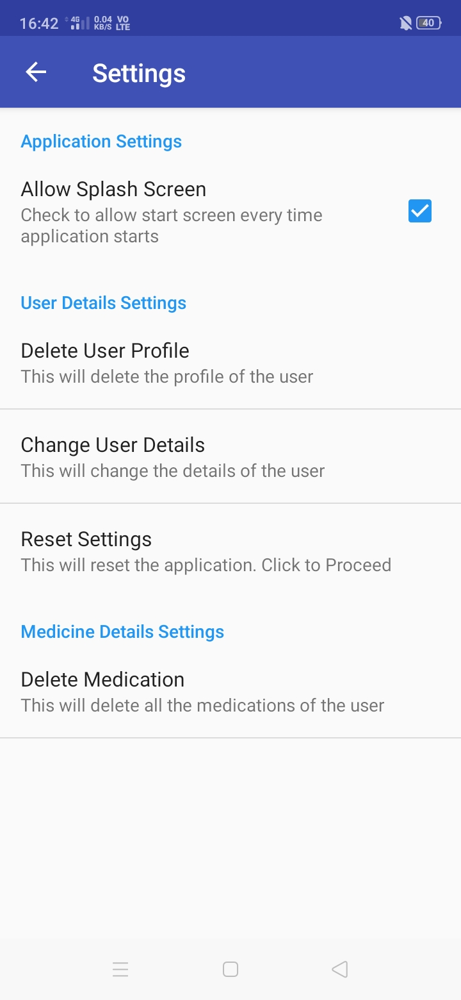 16:42 4G 0.04 KB/S VO LTE 40
Settings
Application Settings
Allow Splash Screen
Check to allow start screen every time
application starts
User Details Settings
Delete User Profile
This will delete the profile of the user
Change User Details
This will change the details of the user
Reset Settings
This will reset the application. Click to Proceed
Medicine Details Settings
Delete Medication
This will delete all the medications of the user